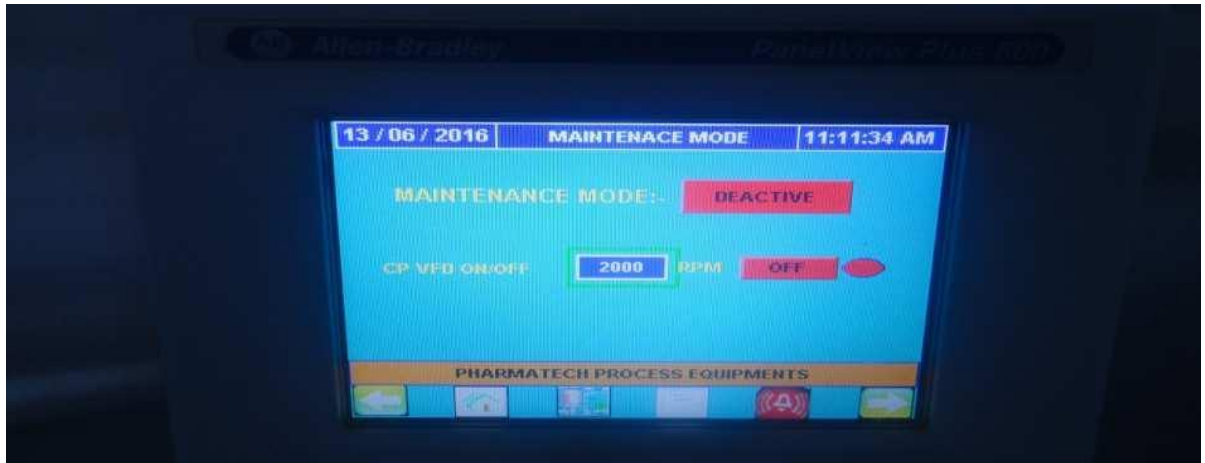 Allen-Bradley PanelView Plus 600
13 / 06 / 2016 MAINTENACE MODE 11:11:34 AM
MAINTENANCE MODE:- DEACTIVE
CP VFD ON/OFF 2000 RPM OFF
PHARMATECH PROCESS EQUIPMENTS